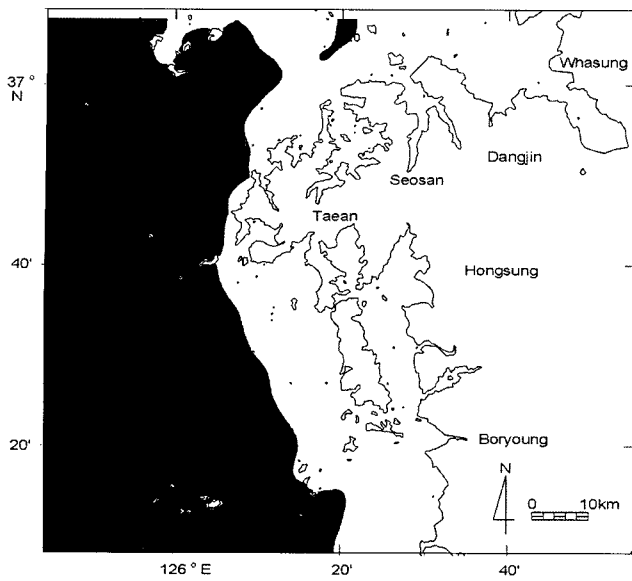 Whasung
37°
N
Dangjin
Seosan
Taean
40'
Hongsung
20'
Boryoung
N
0 10km
126° E
20'
40'